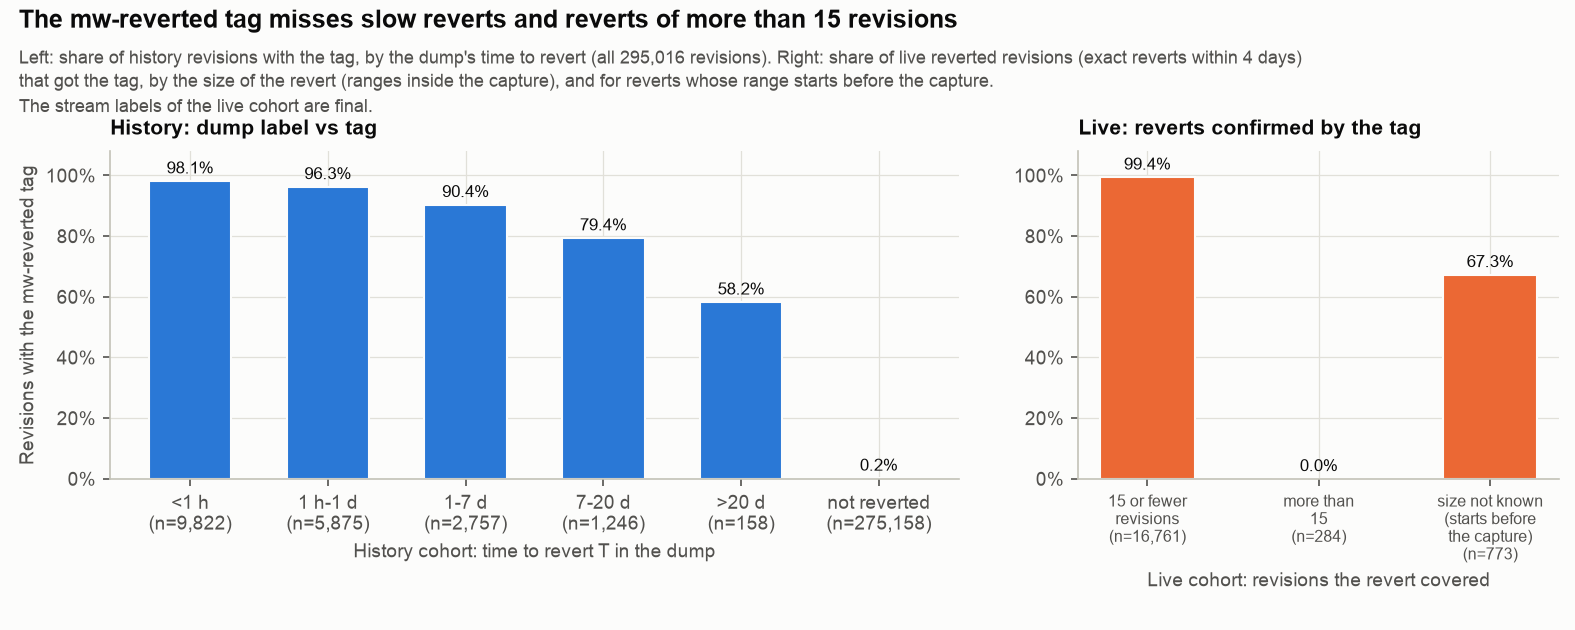 The mw-reverted tag misses slow reverts and reverts of more than 15 revisions
Left: share of history revisions with the tag, by the dump's time to revert (all 295,016 revisions). Right: share of live reverted revisions (exact reverts within 4 days)
that got the tag, by the size of the revert (ranges inside the capture), and for reverts whose range starts before the capture.
The stream labels of the live cohort are final.
History: dump label vs tag
Revisions with the mw-reverted tag
100%
80%
60%
40%
20%
0%
98.1%
96.3%
90.4%
79.4%
58.2%
0.2%
<1 h
(n=9,822)
1 h-1 d
(n=5,875)
1-7 d
(n=2,757)
7-20 d
(n=1,246)
>20 d
(n=158)
not reverted
(n=275,158)
History cohort: time to revert T in the dump
Live: reverts confirmed by the tag
100%
80%
60%
40%
20%
0%
99.4%
0.0%
67.3%
15 or fewer
revisions
(n=16,761)
more than
15
(n=284)
size not known
(starts before
the capture)
(n=773)
Live cohort: revisions the revert covered